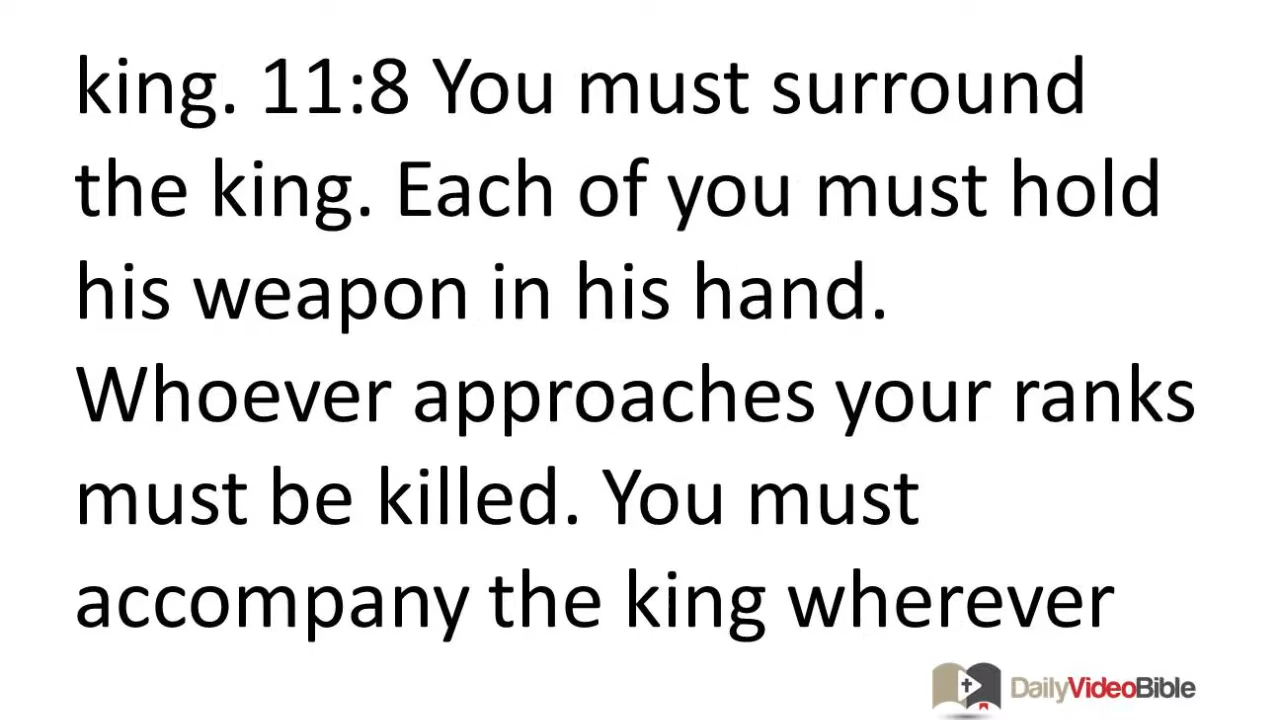 king. 11:8 You must surround
the king. Each of you must hold
his weapon in his hand.
Whoever approaches your ranks
must be killed. You must
accompany the king wherever
DailyVideoBible